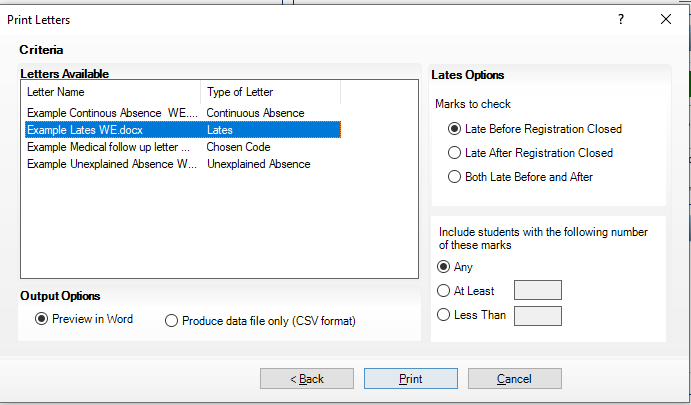 Print Letters
? 
Criteria
Letters Available
Letter Name Type of Letter
Example Continous Absence WE.... Continuous Absence
Example Lates WE.docx Lates
Example Medical follow up letter ... Chosen Code
Example Unexplained Absence W... Unexplained Absence
Output Options
Preview in Word
Produce data file only (CSV format)
Lates Options
Marks to check
Late Before Registration Closed
Late After Registration Closed
Both Late Before and After
Include students with the following number
of these marks
Any
At Least
Less Than
< Back
Print
Cancel